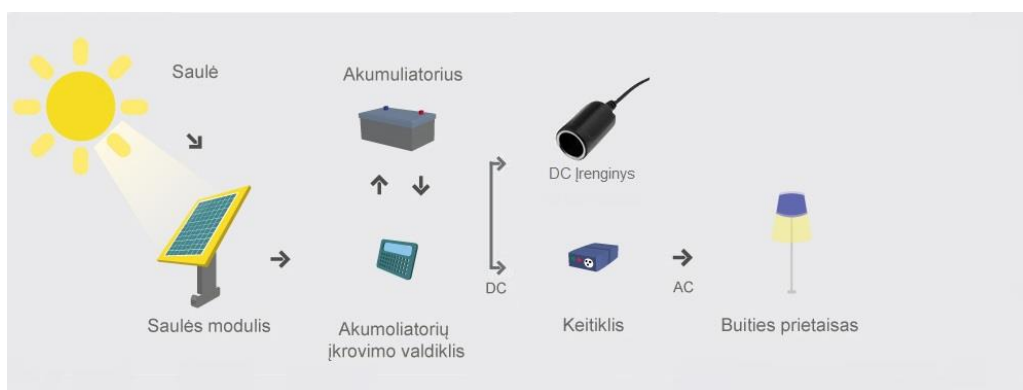 Saulė
Akumuliatorius
DC Įrenginys
DC
AC
Saulės modulis
Akumoliatorių
įkrovimo valdiklis
Keitiklis
Buities prietaisas